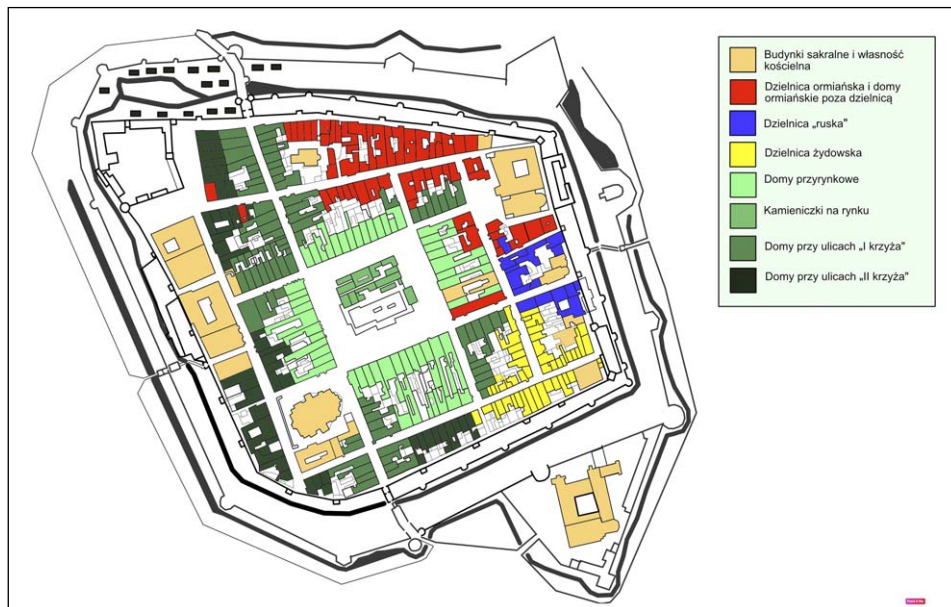 Budynki sakralne i własność
kościelna
Dzielnica ormiańska i domy
ormiańskie poza dzielnicą
Dzielnica „ruska"
Dzielnica żydowska
Domy przyrynkowe
Kamieniczki na rynku
Domy przy ulicach „I krzyża"
Domy przy ulicach „II krzyża"